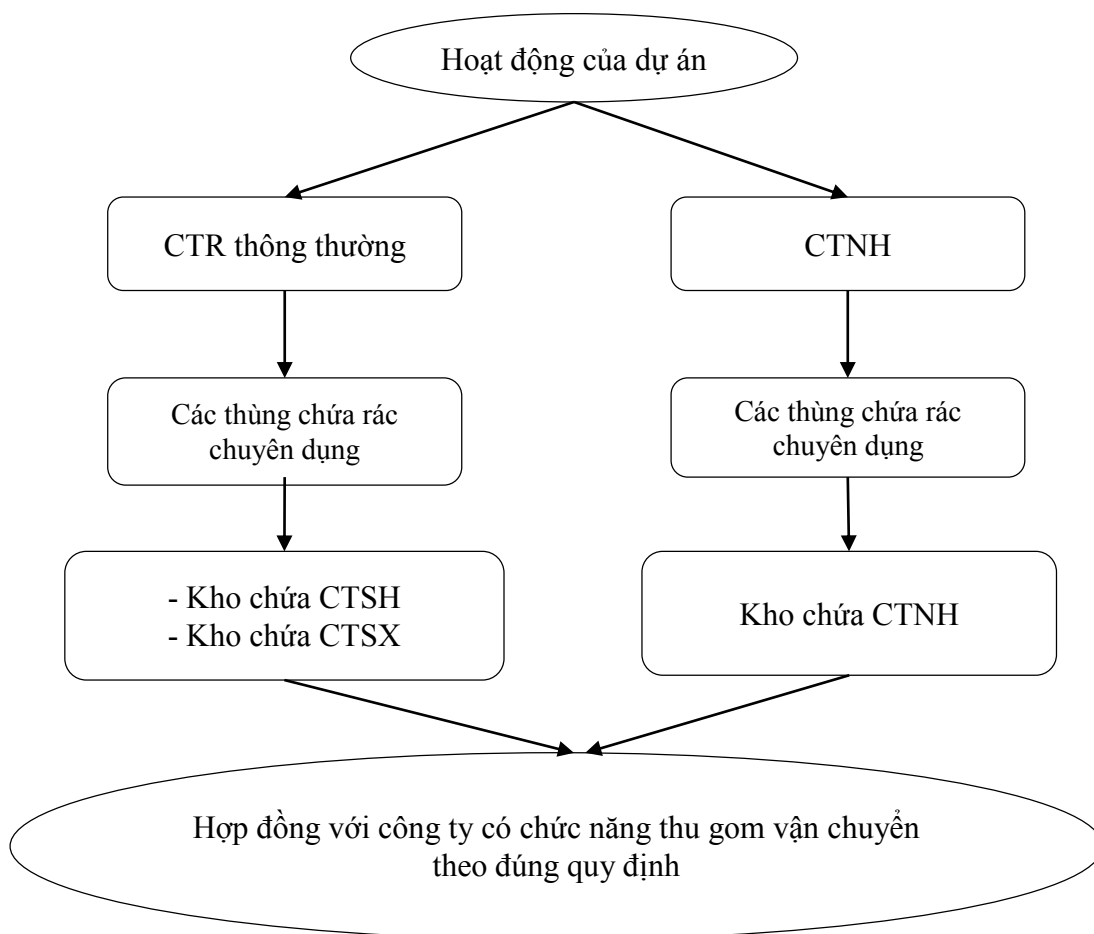 Hoạt động của dự án
CTR thông thường
CTNH
Các thùng chứa rác
chuyên dụng
Các thùng chứa rác
chuyên dụng
- Kho chứa CTSH
- Kho chứa CTSX
Kho chứa CTNH
Hợp đồng với công ty có chức năng thu gom vận chuyển
theo đúng quy định